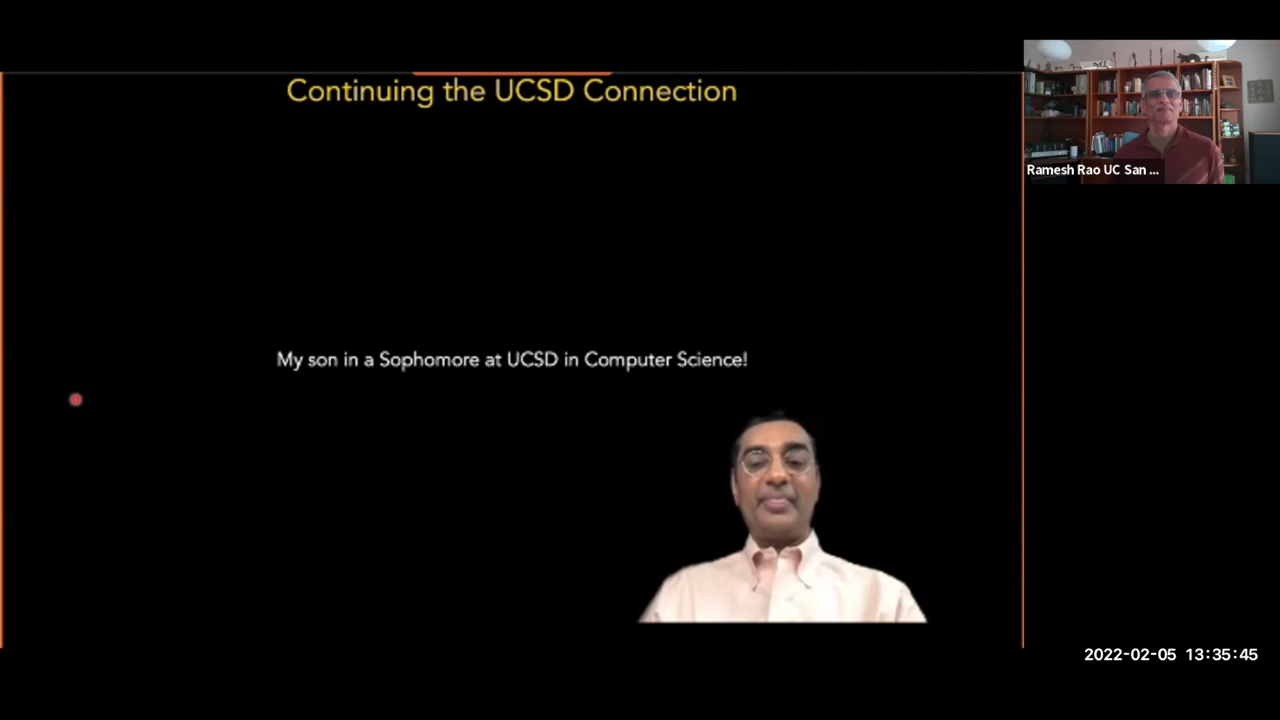 Continuing the UCSD Connection
Ramesh Rao UC San ...
My son in a Sophomore at UCSD in Computer Science!
2022-02-05 13:35:45